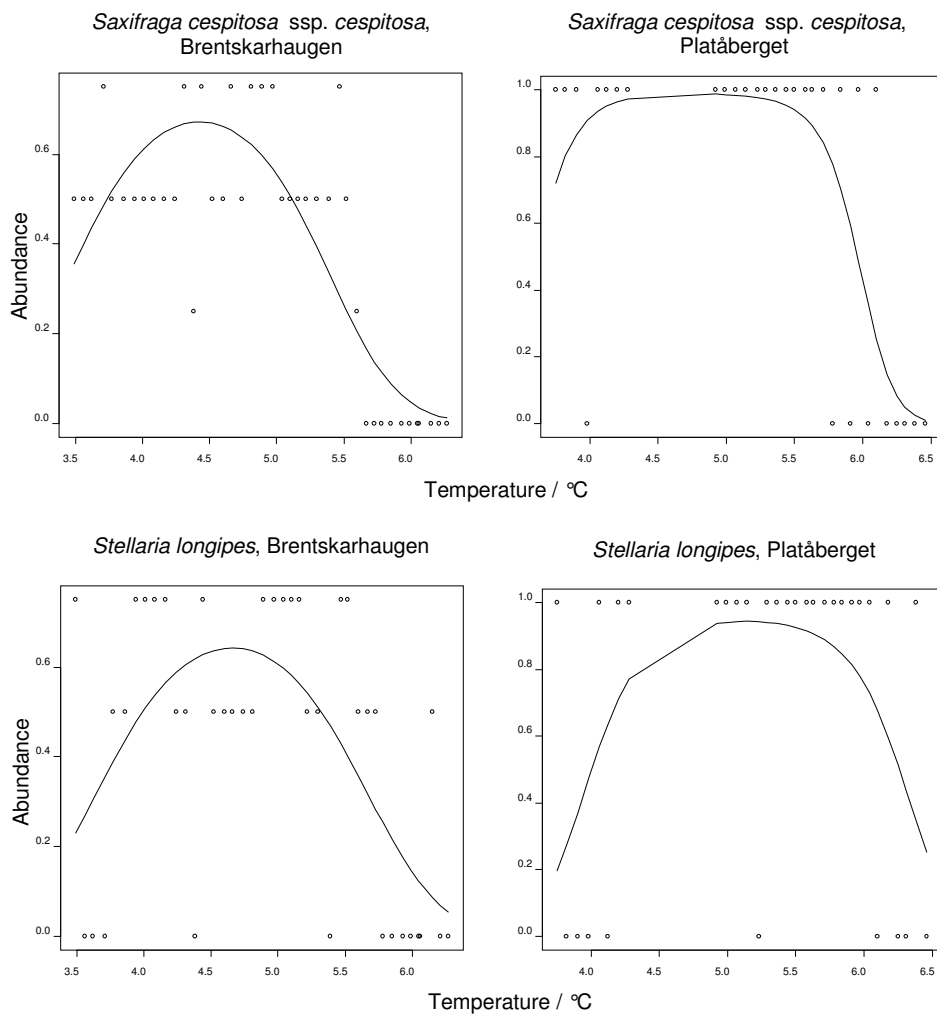 Saxifraga cespitosa ssp. cespitosa,
Brentskarhaugen
Saxifraga cespitosa ssp. cespitosa,
Platåberget
Abundance
0.6
0.4
0.2
0.0
3.5 4.0 4.5 5.0 5.5 6.0
1.0
0.8
0.6
0.4
0.2
0.0
4.0 4.5 5.0 5.5 6.0 6.5
Temperature / °C
Stellaria longipes, Brentskarhaugen
Stellaria longipes, Platåberget
Abundance
0.6
0.4
0.2
0.0
3.5 4.0 4.5 5.0 5.5 6.0
1.0
0.8
0.6
0.4
0.2
0.0
4.0 4.5 5.0 5.5 6.0 6.5
Temperature / °C